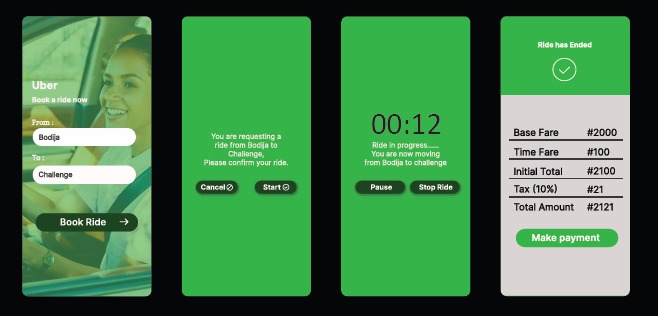 Uber
Book a ride now
From :
Bodija
To :
Challenge
Book Ride
You are requesting a
ride from Bodija to
Challenge,
Please confirm your ride.
Cancel
Start
00:12
Ride in progress......
You are now moving
from Bodija to challenge
Pause
Stop Ride
Ride has Ended
Base Fare #2000
Time Fare #100
Initial Total #2100
Tax (10%) #21
Total Amount #2121
Make payment